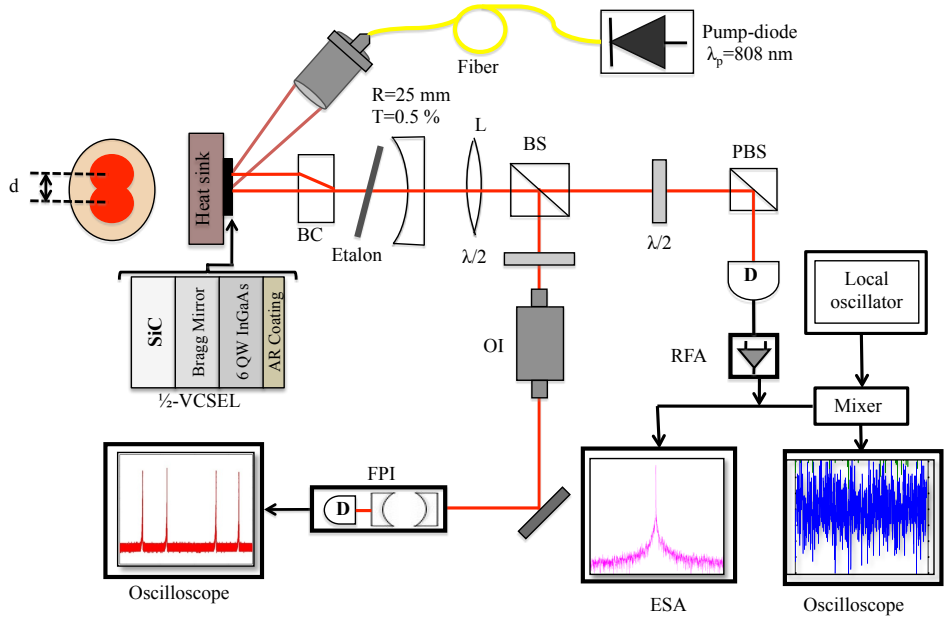 Pump-diode
λp=808 nm
Fiber
R=25 mm
T=0.5 %
L
BS
PBS
d
Heat sink
BC
Etalon
λ/2
λ/2
D
Local
oscillator
SiC
Bragg Mirror
6 QW InGaAs
AR Coating
OI
RFA
½-VCSEL
Mixer
FPI
D
Oscilloscope
ESA
Oscilloscope